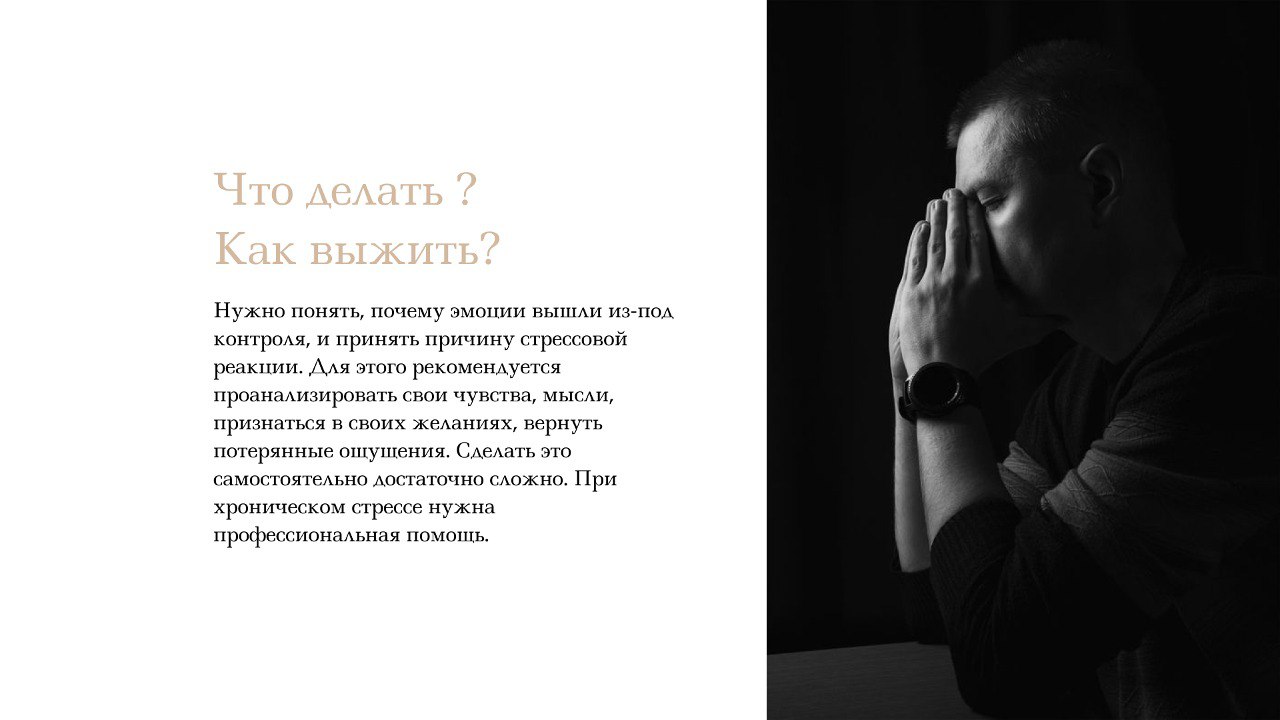 Что делать ?
Как выжить?
Нужно понять, почему эмоции вышли из-под
контроля, и принять причину стрессовой
реакции. Для этого рекомендуется
проанализировать свои чувства, мысли,
признаться в своих желаниях, вернуть
потерянные ощущения. Сделать это
самостоятельно достаточно сложно. При
хроническом стрессе нужна
профессиональная помощь.